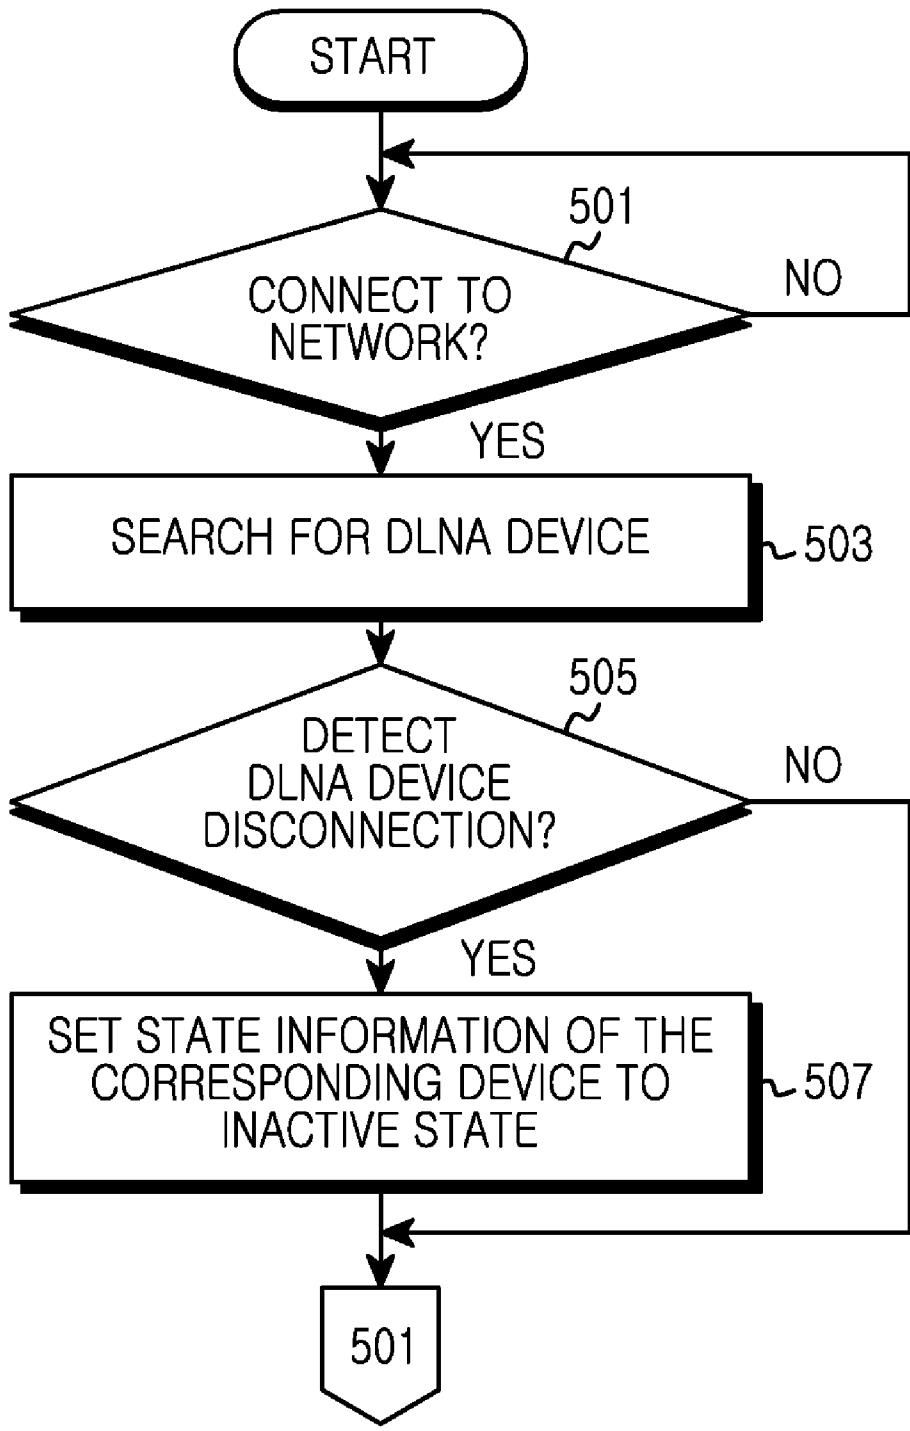 START
501
CONNECT TO
NETWORK?
NO
YES
SEARCH FOR DLNA DEVICE
503
505
DETECT
DLNA DEVICE
DISCONNECTION?
NO
YES
SET STATE INFORMATION OF THE
CORRESPONDING DEVICE TO
INACTIVE STATE
507
501